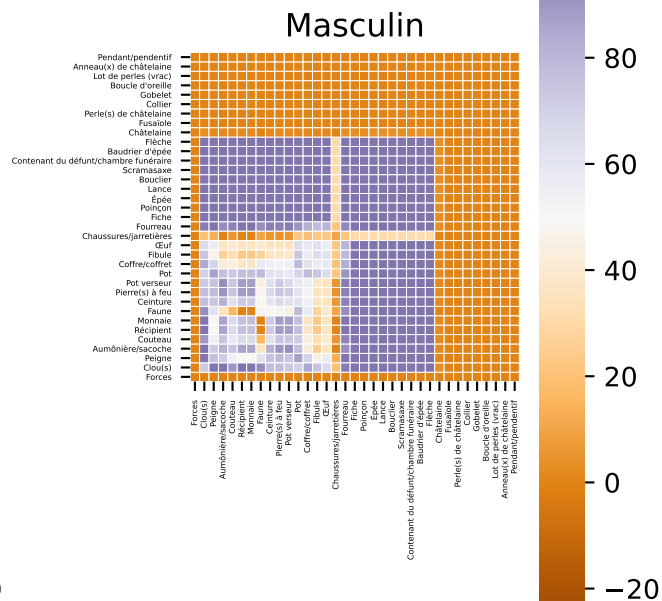 Masculin
Pendant/pendentif
Anneau(x) de châtelaine
Lot de perles (vrac)
Boucle d'oreille
Gobelet
Collier
Perle(s) de châtelaine
Fusaïole
Châtelaine
Flèche
Baudrier d'épée
Contenant du défunt/chambre funéraire
Scramasaxe
Bouclier
Lance
Épée
Poinçon
Fiche
Fourreau
Chaussures/jarretières
Œuf
Fibule
Coffre/coffret
Pot
Pot verseur
Pierre(s) à feu
Ceinture
Faune
Monnaie
Récipient
Couteau
Aumônière/sacoche
Peigne
Clou(s)
Forces
Forces
Clou(s)
Peigne
Aumônière/sacoche
Couteau
Récipient
Monnaie
Faune
Ceinture
Pierre(s) à feu
Pot verseur
Pot
Coffre/coffret
Fibule
Œuf
Chaussures/jarretières
Fourreau
Fiche
Poinçon
Épée
Lance
Bouclier
Scramasaxe
Contenant du défunt/chambre funéraire
Baudrier d'épée
Flèche
Châtelaine
Fusaïole
Perle(s) de châtelaine
Collier
Gobelet
Boucle d'oreille
Lot de perles (vrac)
Anneau(x) de châtelaine
Pendant/pendentif
80
60
40
20
0
−20